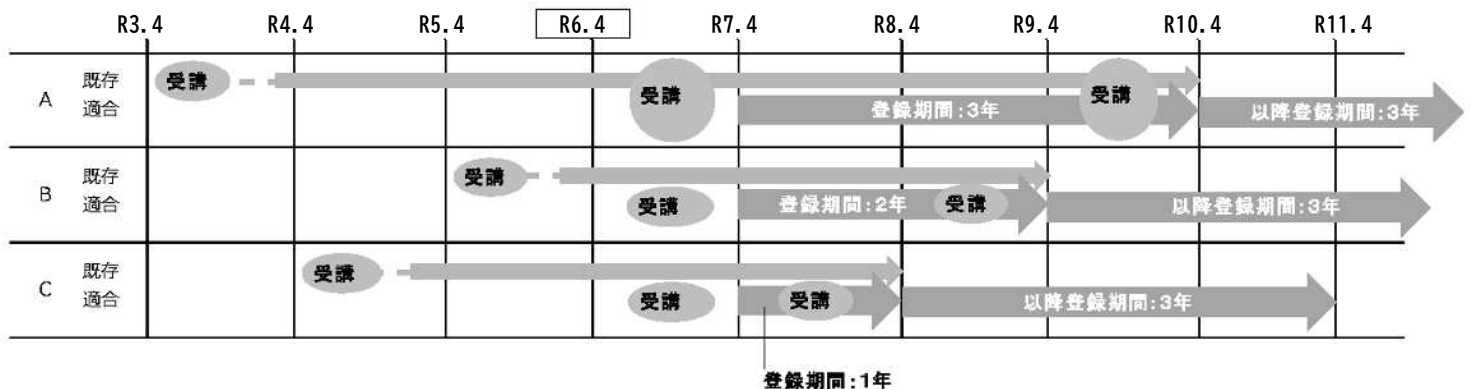 R3.4 R4.4 R5.4 R6.4 R7.4 R8.4 R9.4 R10.4 R11.4
A 既存 受講 受講 受講
適合 登録期間:3年 以降登録期間:3年
B 既存 受講
適合 受講 登録期間:2年 受講 以降登録期間:3年
C 既存 受講
適合 受講 受講 以降登録期間:3年
登録期間:1年